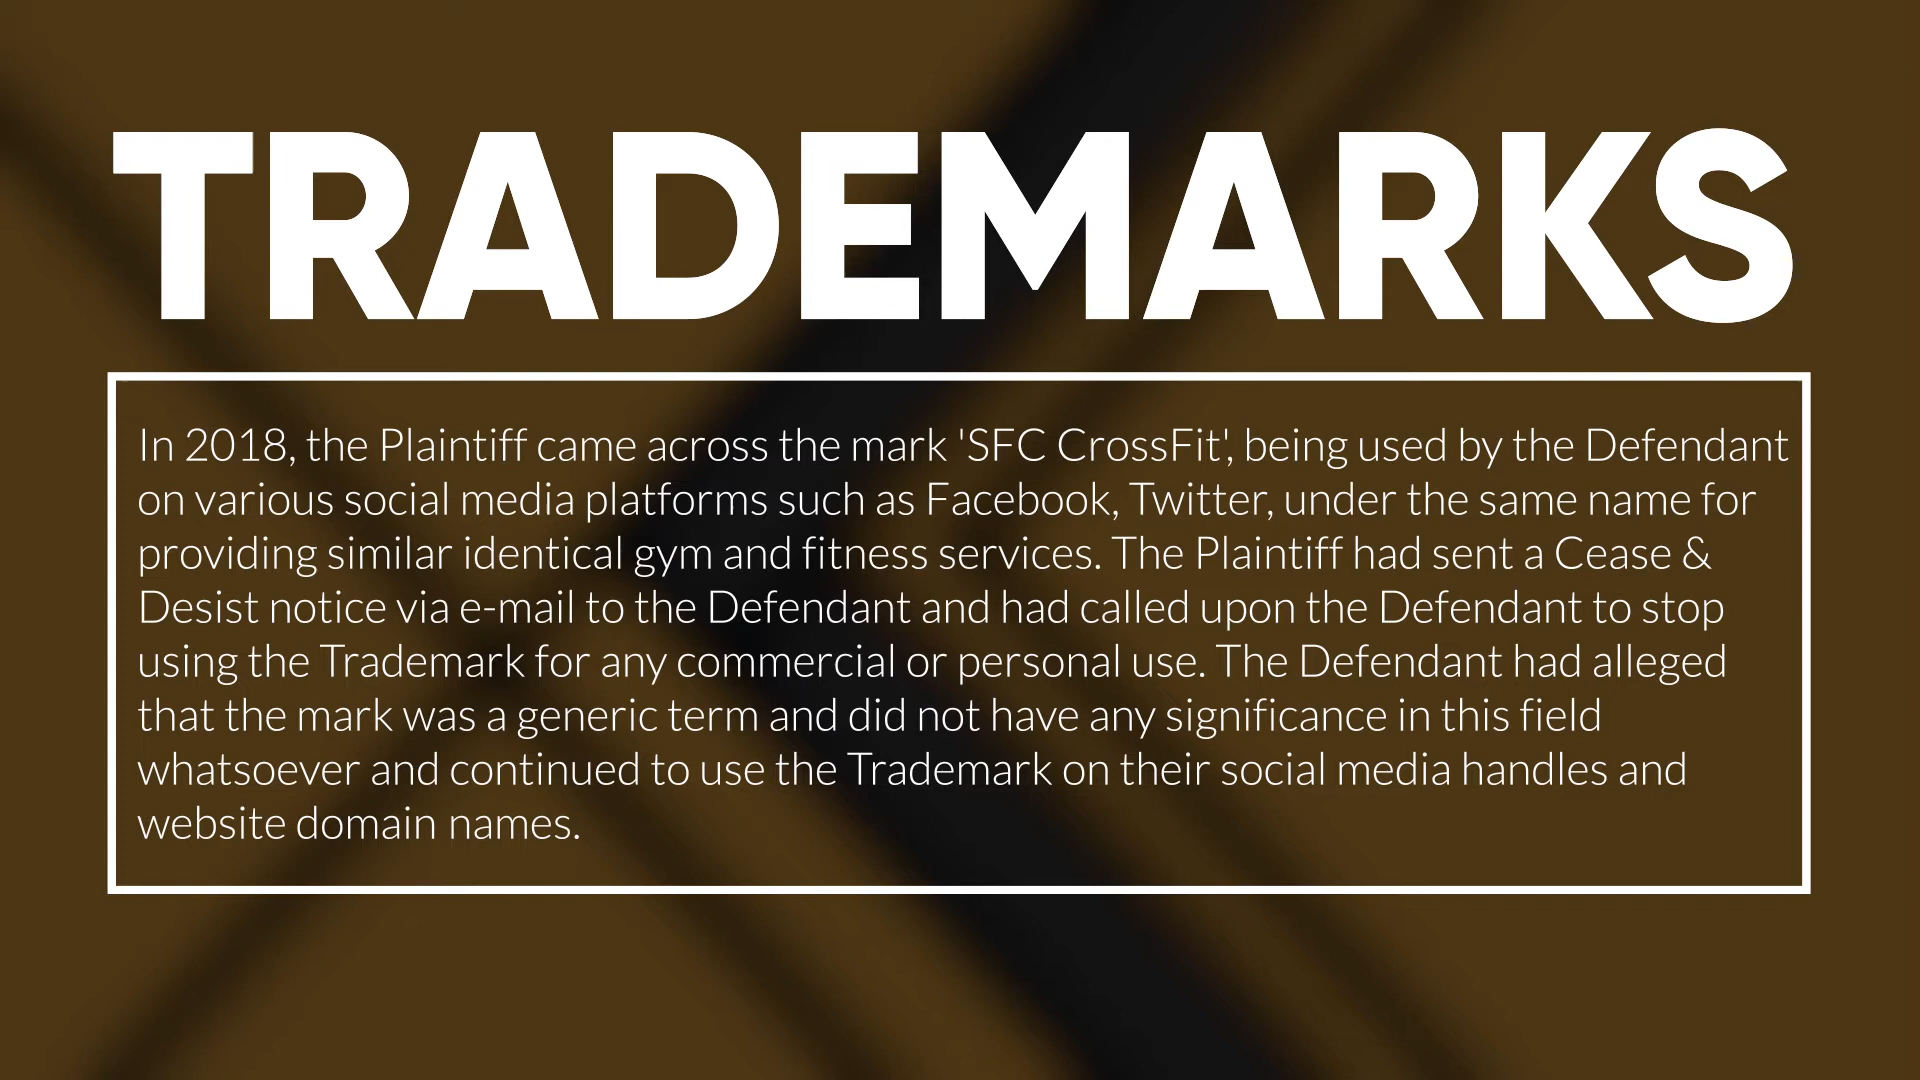 TRADEMARKS
In 2018, the Plaintiff came across the mark 'SFC CrossFit', being used by the Defendant
on various social media platforms such as Facebook, Twitter, under the same name for
providing similar identical gym and fitness services. The Plaintiff had sent a Cease &
Desist notice via e-mail to the Defendant and had called upon the Defendant to stop
using the Trademark for any commercial or personal use. The Defendant had alleged
that the mark was a generic term and did not have any significance in this field
whatsoever and continued to use the Trademark on their social media handles and
website domain names.